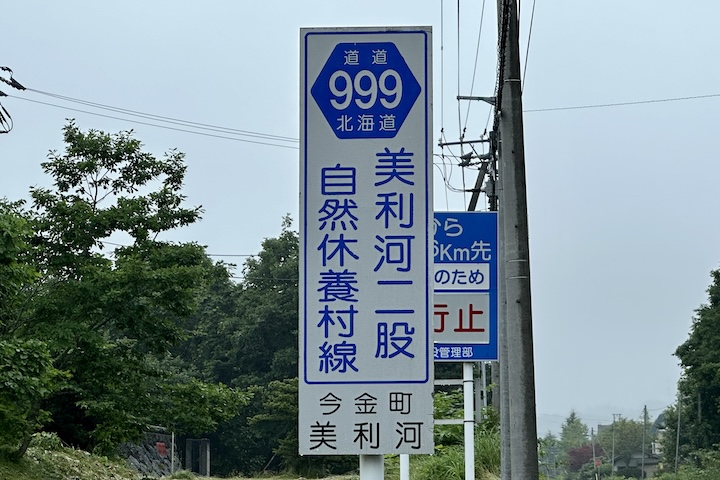 道道
999
北海道
美利河二股
自然休養村線
今金町
美利河
から
Km先
のため
行止
設管理部